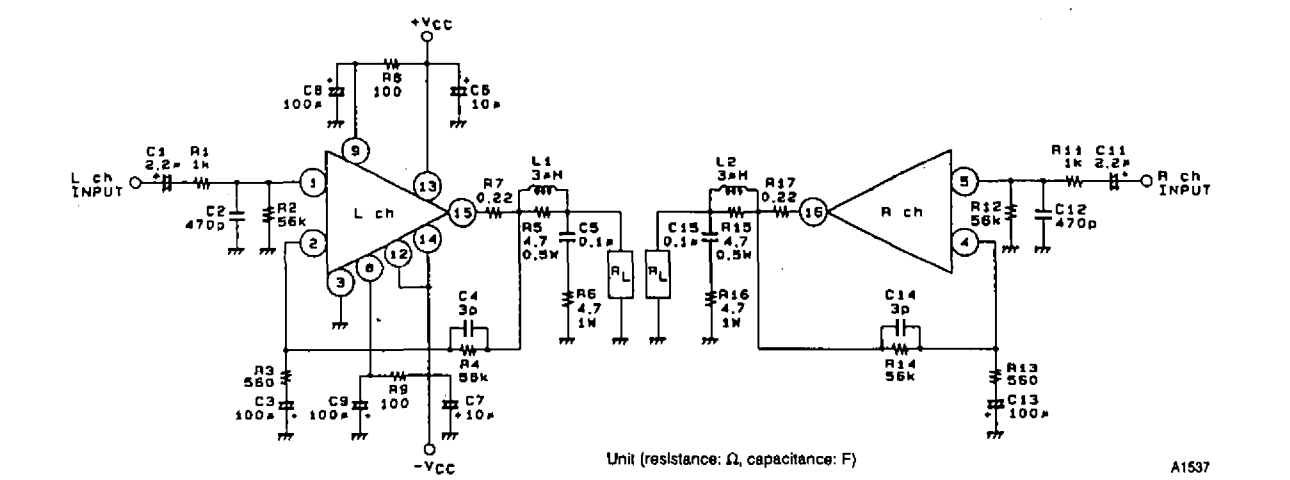 +VCC
R8
100
C8
100μ
C6
10μ
9
L ch
INPUT
C1
2.2μ
+
R1
1k
C2
470p
R2
56k
1
2
3
8
12
13
14
15
L ch
R7
0.22
L1
3μH
R5
4.7
0.5W
C5
0.1μ
R6
4.7
1W
RL
C4
3p
R4
56k
R3
560
C3
100μ
+
C9
100μ
+
R9
100
C7
+10μ
-VCC
L2
3μH
R17
0.22
16
R ch
5
4
C15
0.1μ
R15
4.7
0.5W
R16
4.7
1W
RL
C14
3p
R14
56k
R11
1k
C11
2.2μ
+
R ch
INPUT
R12
56k
C12
470p
R13
560
C13
100μ
+
Unit (resistance: Ω, capacitance: F)
A1537